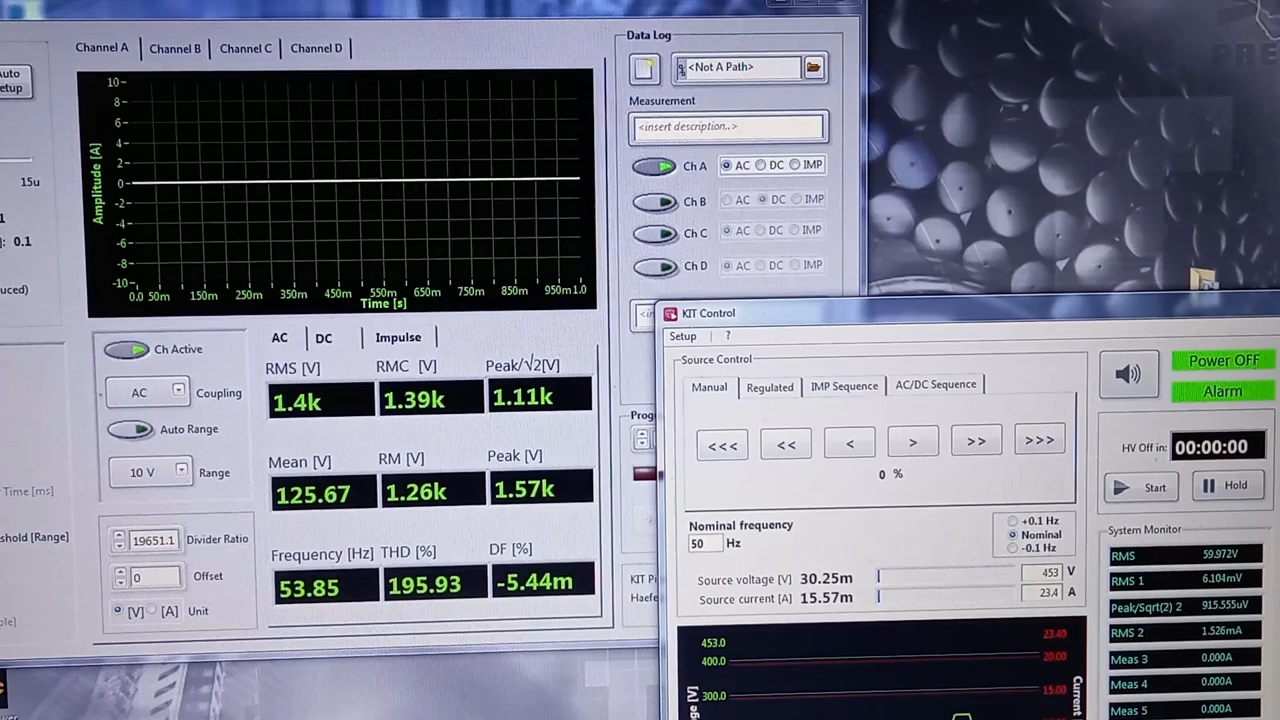 Auto
Setup
15u
0.1
uced)
Time [ms]
shold [Range]
Channel A
Channel B
Channel C
Channel D
Amplitude [A]
10
8
6
4
2
0
-2
-4
-6
-8
-10
0.0 50m 150m 250m 350m 450m 550m 650m 750m 850m 950m 1.0
Time [s]
Ch Active
AC
Coupling
Auto Range
10 V
Range
19651.1
Divider Ratio
0
Offset
[V] [A] Unit
AC
DC
Impulse
RMS [V]
RMC [V]
Peak/√2[V]
1.4k
1.39k
1.11k
Mean [V]
RM [V]
Peak [V]
125.67
1.26k
1.57k
Frequency [Hz]
THD [%]
DF [%]
53.85
195.93
-5.44m
Data Log
<Not A Path>
Measurement
<insert description..>
Ch A AC DC IMP
Ch B AC DC IMP
Ch C AC DC IMP
Ch D AC DC IMP
<in
Prog
KIT P
Haefe
PRE
KIT Control
Setup
?
Source Control
Manual
Regulated
IMP Sequence
AC/DC Sequence
<<<
<<
<
>
>>
>>>
0 %
Nominal frequency
50 Hz
+0.1 Hz
Nominal
-0.1 Hz
Source voltage [V] 30.25m 453 V
Source current [A] 15.57m 23.4 A
453.0
400.0
300.0
23.40
20.00
15.00
Current
ge [V]
Power OFF
Alarm
HV Off in: 00:00:00
Start
Hold
System Monitor
RMS 59.972V
RMS 1 6.104mV
Peak/Sqrt(2) 2 915.555uV
RMS 2 1.526mA
Meas 3 0.000A
Meas 4 0.000A
Meas 5 0.000A